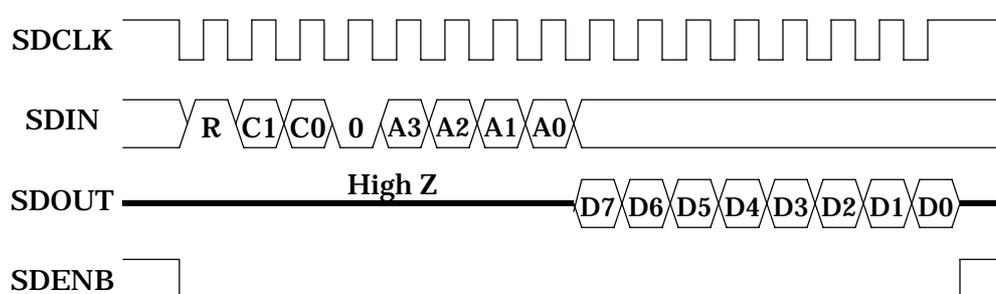 SDCLK
SDIN R C1 C0 0 A3 A2 A1 A0
High Z
SDOUT D7 D6 D5 D4 D3 D2 D1 D0
SDENB